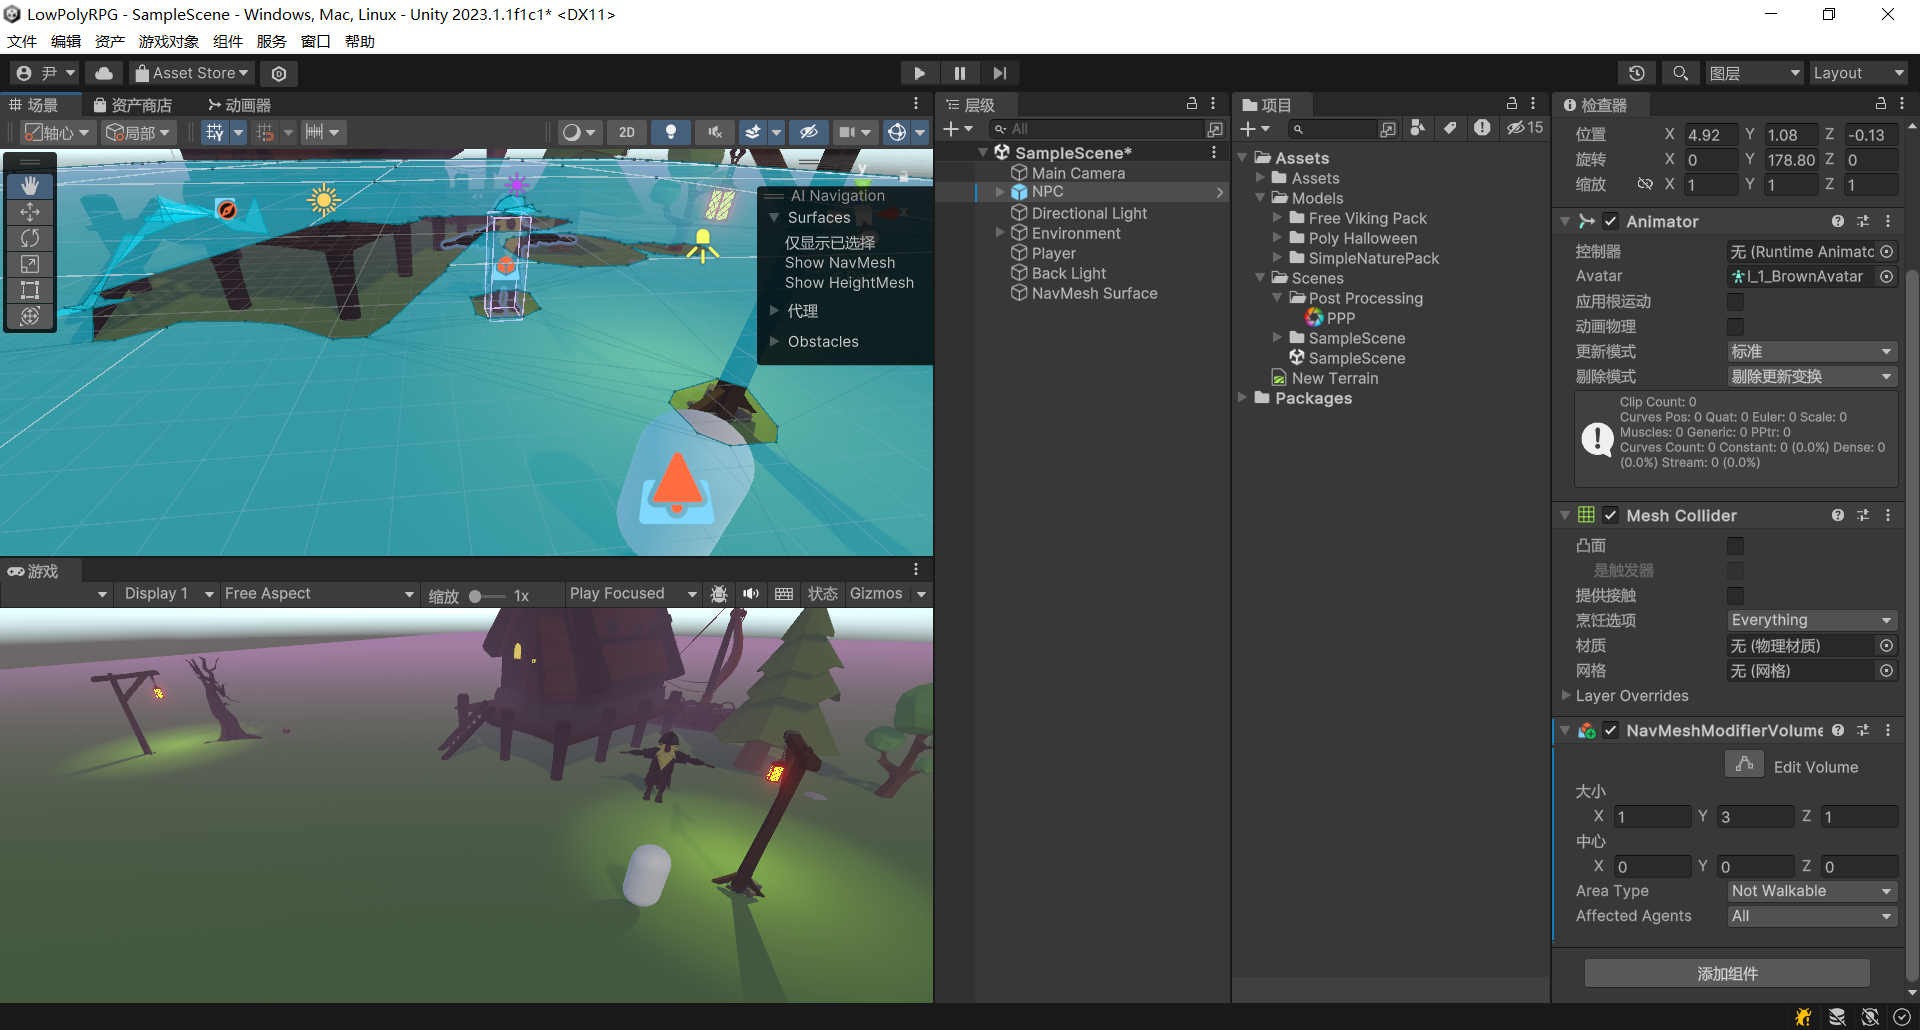 LowPolyRPG - SampleScene - Windows, Mac, Linux - Unity 2023.1.1f1c1* <DX11>
文件 编辑 资产 游戏对象 组件 服务 窗口 帮助
尹 Asset Store 图层 Layout
场景 资产商店 动画器
轴心 局部 2D
AI Navigation
Surfaces
仅显示已选择
Show NavMesh
Show HeightMesh
代理
Obstacles
游戏
Display 1 Free Aspect 缩放 1x Play Focused 状态 Gizmos
层级
All
SampleScene*
Main Camera
NPC
Directional Light
Environment
Player
Back Light
NavMesh Surface
项目
15
Assets
Assets
Models
Free Viking Pack
Poly Halloween
SimpleNaturePack
Scenes
Post Processing
PPP
SampleScene
SampleScene
New Terrain
Packages
检查器
位置 X 4.92 Y 1.08 Z -0.13
旋转 X 0 Y 178.80 Z 0
缩放 X 1 Y 1 Z 1
Animator
控制器 无 (Runtime Animato
Avatar l_1_BrownAvatar
应用根运动
动画物理
更新模式 标准
剔除模式 剔除更新变换
Clip Count: 0
Curves Pos: 0 Quat: 0 Euler: 0 Scale: 0
Muscles: 0 Generic: 0 PPtr: 0
Curves Count: 0 Constant: 0 (0.0%) Dense: 0
(0.0%) Stream: 0 (0.0%)
Mesh Collider
凸面
是触发器
提供接触
烹饪选项 Everything
材质 无 (物理材质)
网格 无 (网格)
Layer Overrides
NavMeshModifierVolume
Edit Volume
大小
X 1 Y 3 Z 1
中心
X 0 Y 0 Z 0
Area Type Not Walkable
Affected Agents All
添加组件